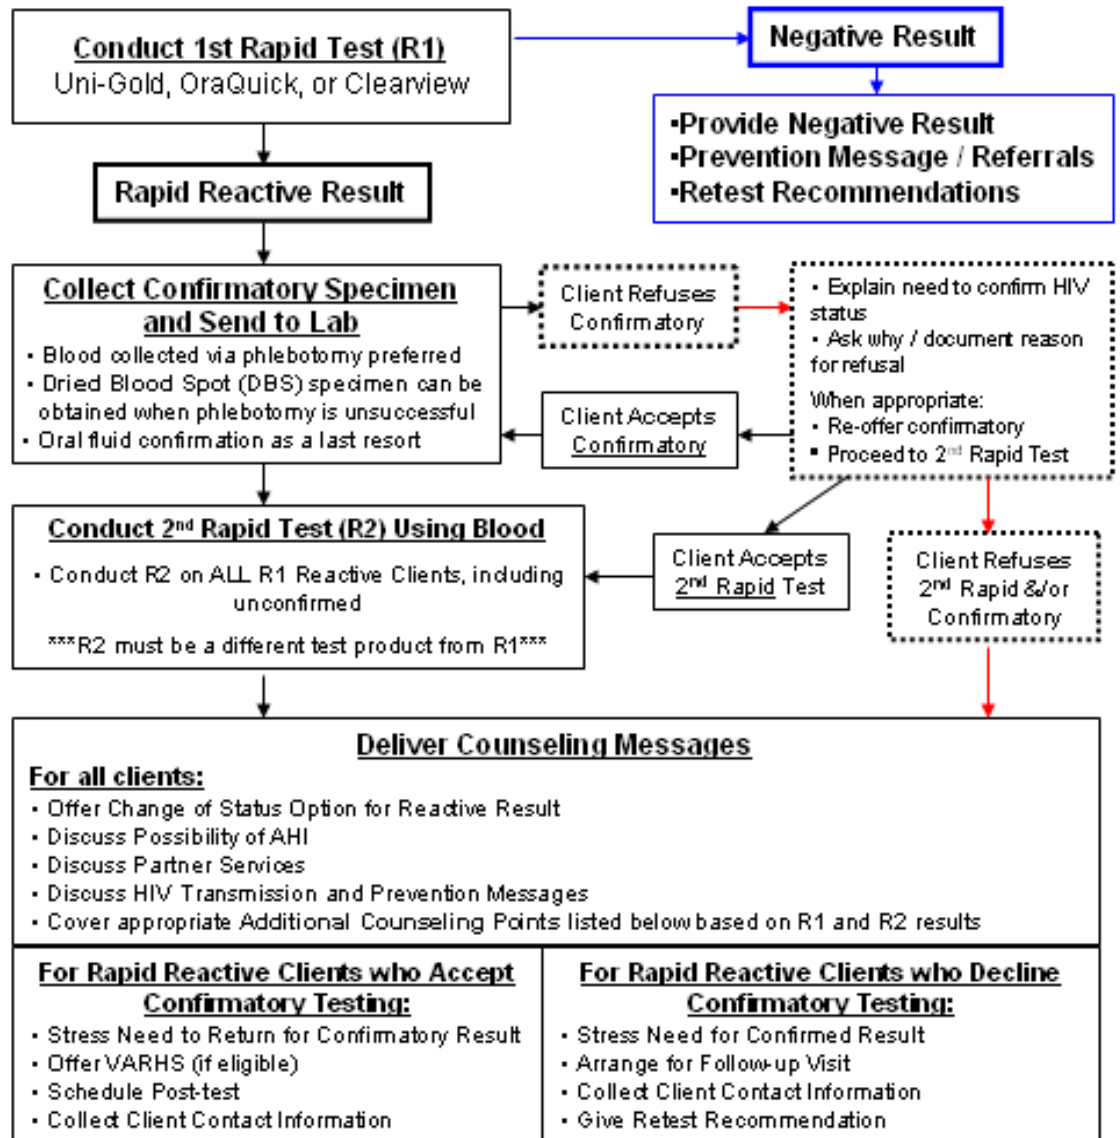 Conduct 1st Rapid Test (R1)
Uni-Gold, OraQuick, or Clearview
Negative Result
▪Provide Negative Result
▪Prevention Message / Referrals
▪Retest Recommendations
Rapid Reactive Result
Collect Confirmatory Specimen
and Send to Lab
• Blood collected via phlebotomy preferred
• Dried Blood Spot (DBS) specimen can be
obtained when phlebotomy is unsuccessful
• Oral fluid confirmation as a last resort
Client Refuses
Confirmatory
• Explain need to confirm HIV
status
• Ask why / document reason
for refusal
When appropriate:
• Re-offer confirmatory
▪ Proceed to 2nd Rapid Test
Client Accepts
Confirmatory
Conduct 2nd Rapid Test (R2) Using Blood
• Conduct R2 on ALL R1 Reactive Clients, including
unconfirmed
***R2 must be a different test product from R1***
Client Accepts
2nd Rapid Test
Client Refuses
2nd Rapid &/or
Confirmatory
Deliver Counseling Messages
For all clients:
• Offer Change of Status Option for Reactive Result
• Discuss Possibility of AHI
• Discuss Partner Services
• Discuss HIV Transmission and Prevention Messages
• Cover appropriate Additional Counseling Points listed below based on R1 and R2 results
For Rapid Reactive Clients who Accept
Confirmatory Testing:
• Stress Need to Return for Confirmatory Result
• Offer VARHS (if eligible)
• Schedule Post-test
• Collect Client Contact Information
For Rapid Reactive Clients who Decline
Confirmatory Testing:
• Stress Need for Confirmed Result
• Arrange for Follow-up Visit
• Collect Client Contact Information
• Give Retest Recommendation